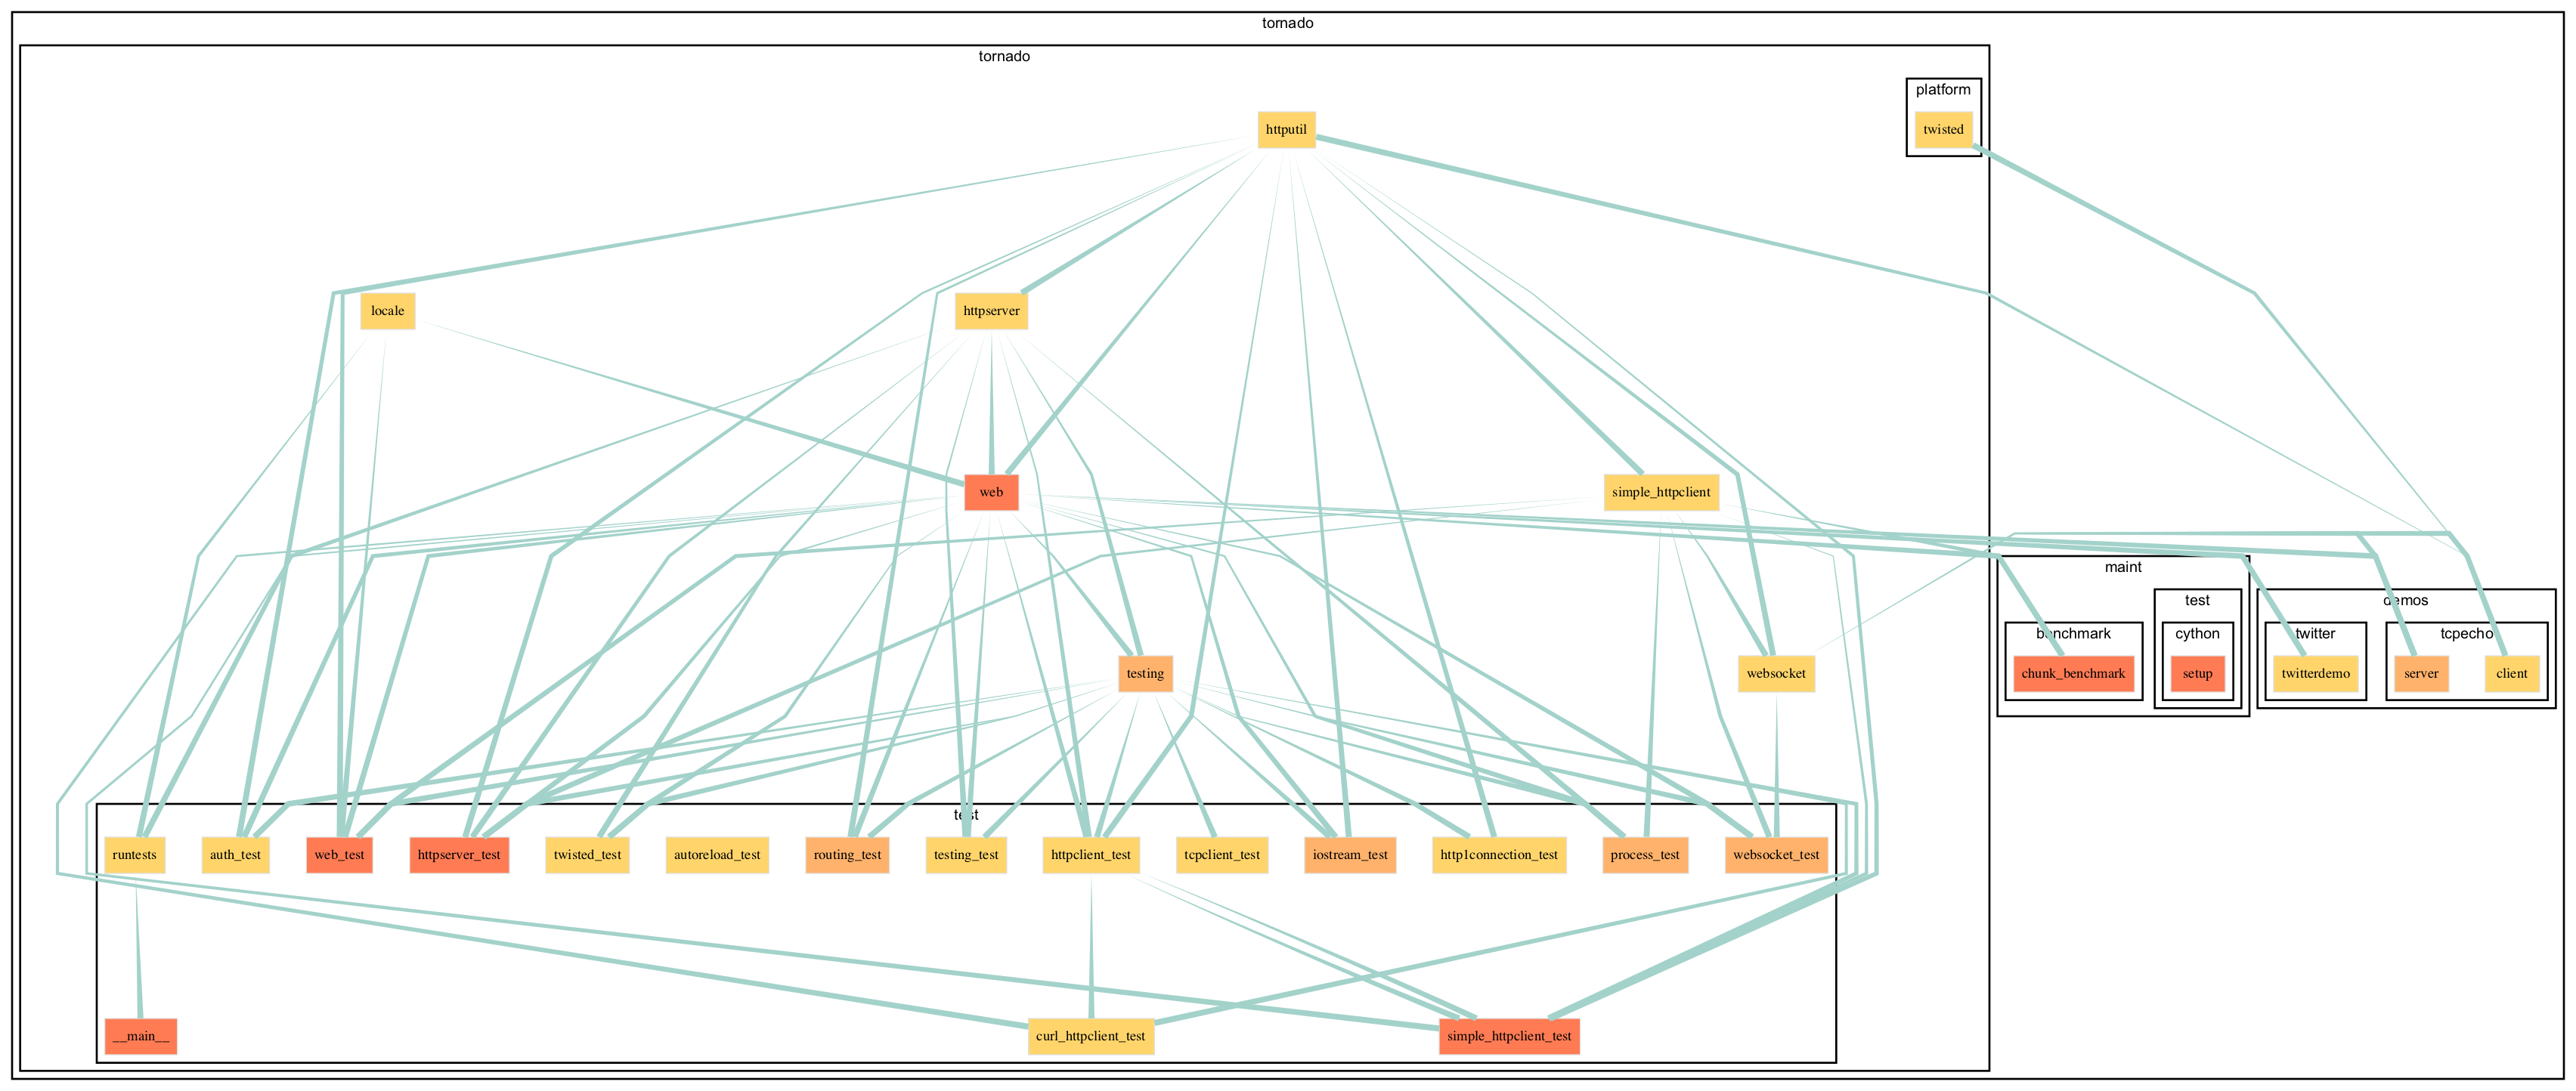 tornado
tornado
platform
httputil
twisted
locale
httpserver
web
simple_httpclient
maint
test
demos
benchmark
cython
twitter
tcpecho
testing
websocket
chunk_benchmark
setup
twitterdemo
server
client
test
runtests
auth_test
web_test
httpserver_test
twisted_test
autoreload_test
routing_test
testing_test
httpclient_test
tcpclient_test
iostream_test
http1connection_test
process_test
websocket_test
__main__
curl_httpclient_test
simple_httpclient_test